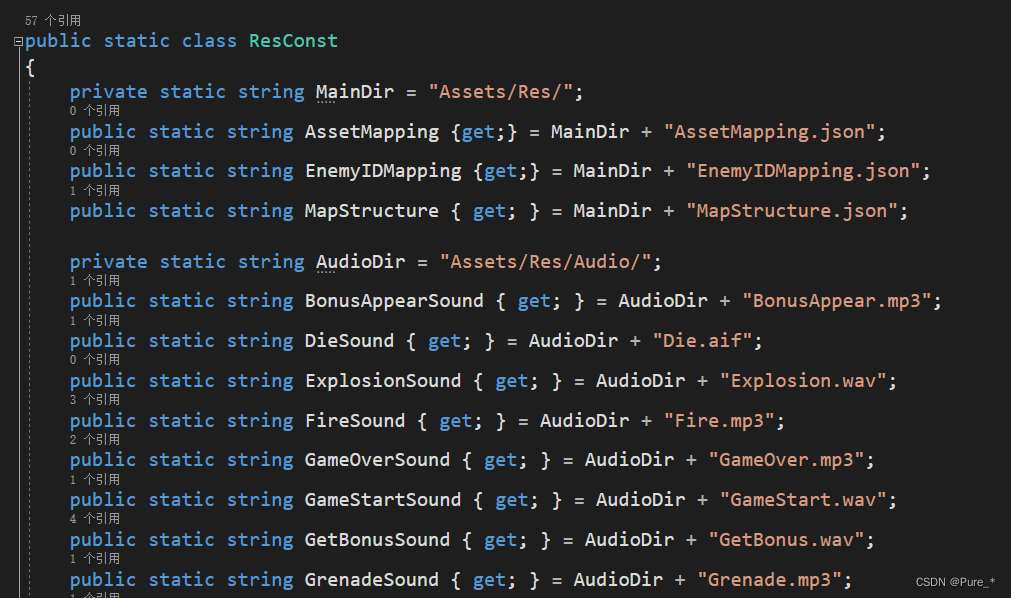 57 个引用
public static class ResConst
{
private static string MainDir = "Assets/Res/";
0 个引用
public static string AssetMapping {get;} = MainDir + "AssetMapping.json";
0 个引用
public static string EnemyIDMapping {get;} = MainDir + "EnemyIDMapping.json";
1 个引用
public static string MapStructure { get; } = MainDir + "MapStructure.json";
private static string AudioDir = "Assets/Res/Audio/";
1 个引用
public static string BonusAppearSound { get; } = AudioDir + "BonusAppear.mp3";
1 个引用
public static string DieSound { get; } = AudioDir + "Die.aif";
0 个引用
public static string ExplosionSound { get; } = AudioDir + "Explosion.wav";
3 个引用
public static string FireSound { get; } = AudioDir + "Fire.mp3";
2 个引用
public static string GameOverSound { get; } = AudioDir + "GameOver.mp3";
1 个引用
public static string GameStartSound { get; } = AudioDir + "GameStart.wav";
4 个引用
public static string GetBonusSound { get; } = AudioDir + "GetBonus.wav";
1 个引用
public static string GrenadeSound { get; } = AudioDir + "Grenade.mp3";
1 个引用
CSDN @Pure_*